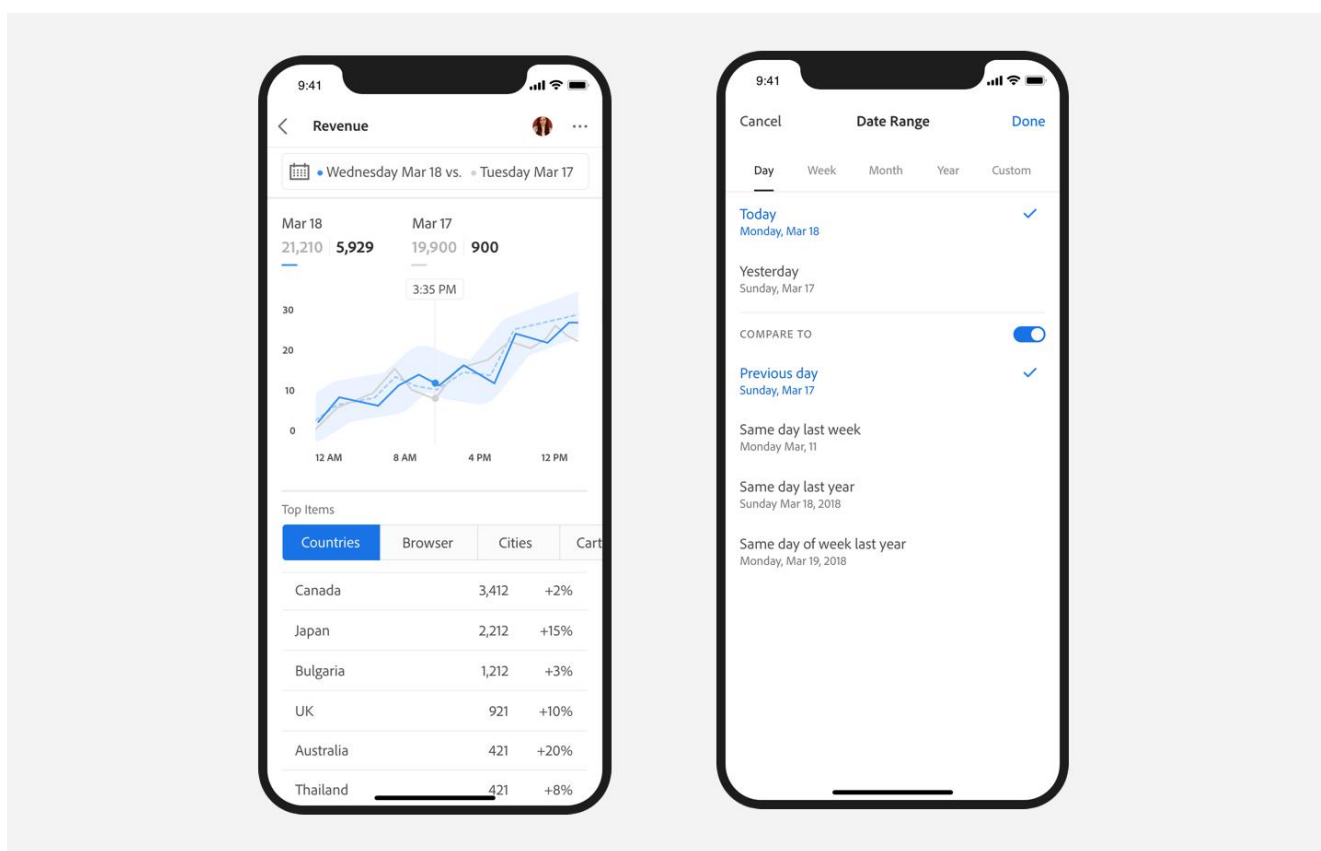 9:41
Revenue
Wednesday Mar 18 vs. Tuesday Mar 17
Mar 18 Mar 17
21,210 5,929 19,900 900
3:35 PM
30
20
10
0
12 AM 8 AM 4 PM 12 PM
Top Items
Countries Browser Cities Cart
Canada 3,412 +2%
Japan 2,212 +15%
Bulgaria 1,212 +3%
UK 921 +10%
Australia 421 +20%
Thailand 421 +8%
9:41
Cancel Date Range Done
Day Week Month Year Custom
Today
Monday, Mar 18
Yesterday
Sunday, Mar 17
COMPARE TO
Previous day
Sunday, Mar 17
Same day last week
Monday Mar, 11
Same day last year
Sunday Mar 18, 2018
Same day of week last year
Monday, Mar 19, 2018